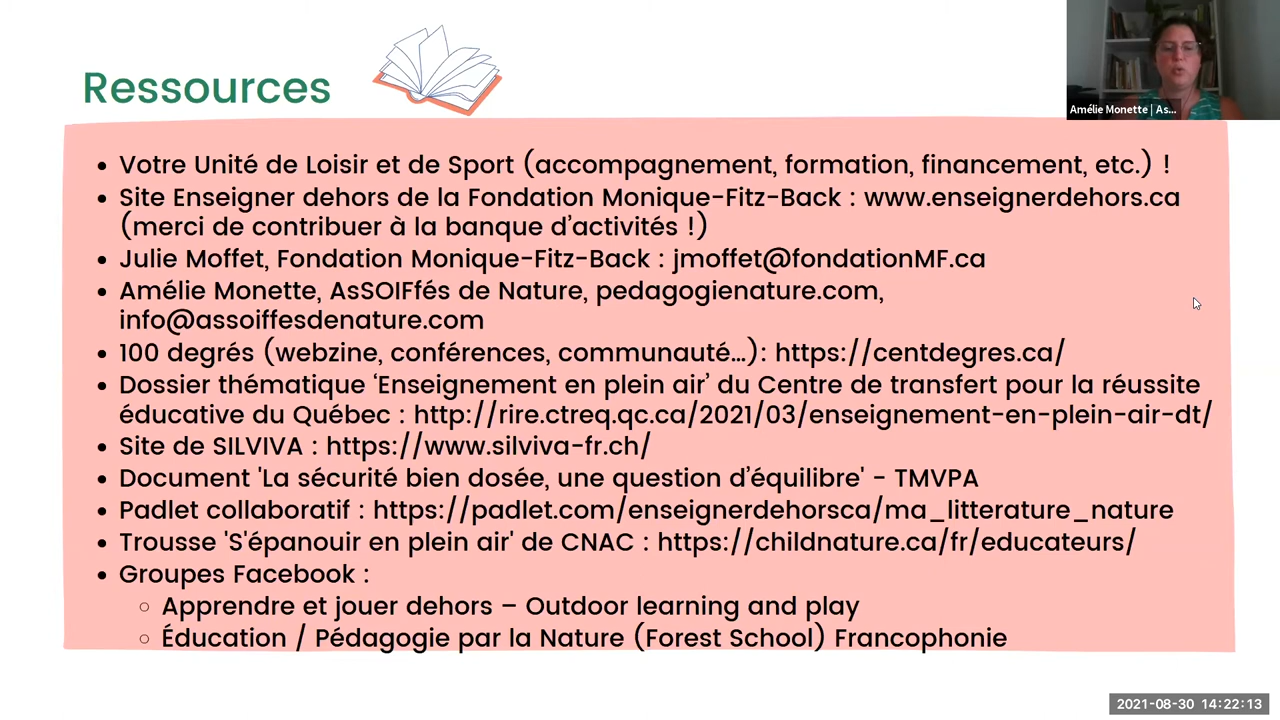 Ressources
Amélie Monette | As...
• Votre Unité de Loisir et de Sport (accompagnement, formation, financement, etc.) !
• Site Enseigner dehors de la Fondation Monique-Fitz-Back : www.enseignerdehors.ca
(merci de contribuer à la banque d’activités !)
• Julie Moffet, Fondation Monique-Fitz-Back : jmoffet@fondationMF.ca
• Amélie Monette, AsSOIFfés de Nature, pedagogienature.com,
info@assoiffesdenature.com
• 100 degrés (webzine, conférences, communauté…): https://centdegres.ca/
• Dossier thématique ‘Enseignement en plein air’ du Centre de transfert pour la réussite
éducative du Québec : http://rire.ctreq.qc.ca/2021/03/enseignement-en-plein-air-dt/
• Site de SILVIVA : https://www.silviva-fr.ch/
• Document 'La sécurité bien dosée, une question d’équilibre' - TMVPA
• Padlet collaboratif : https://padlet.com/enseignerdehorsca/ma_litterature_nature
• Trousse 'S'épanouir en plein air' de CNAC : https://childnature.ca/fr/educateurs/
• Groupes Facebook :
○ Apprendre et jouer dehors – Outdoor learning and play
○ Éducation / Pédagogie par la Nature (Forest School) Francophonie
2021-08-30 14:22:13